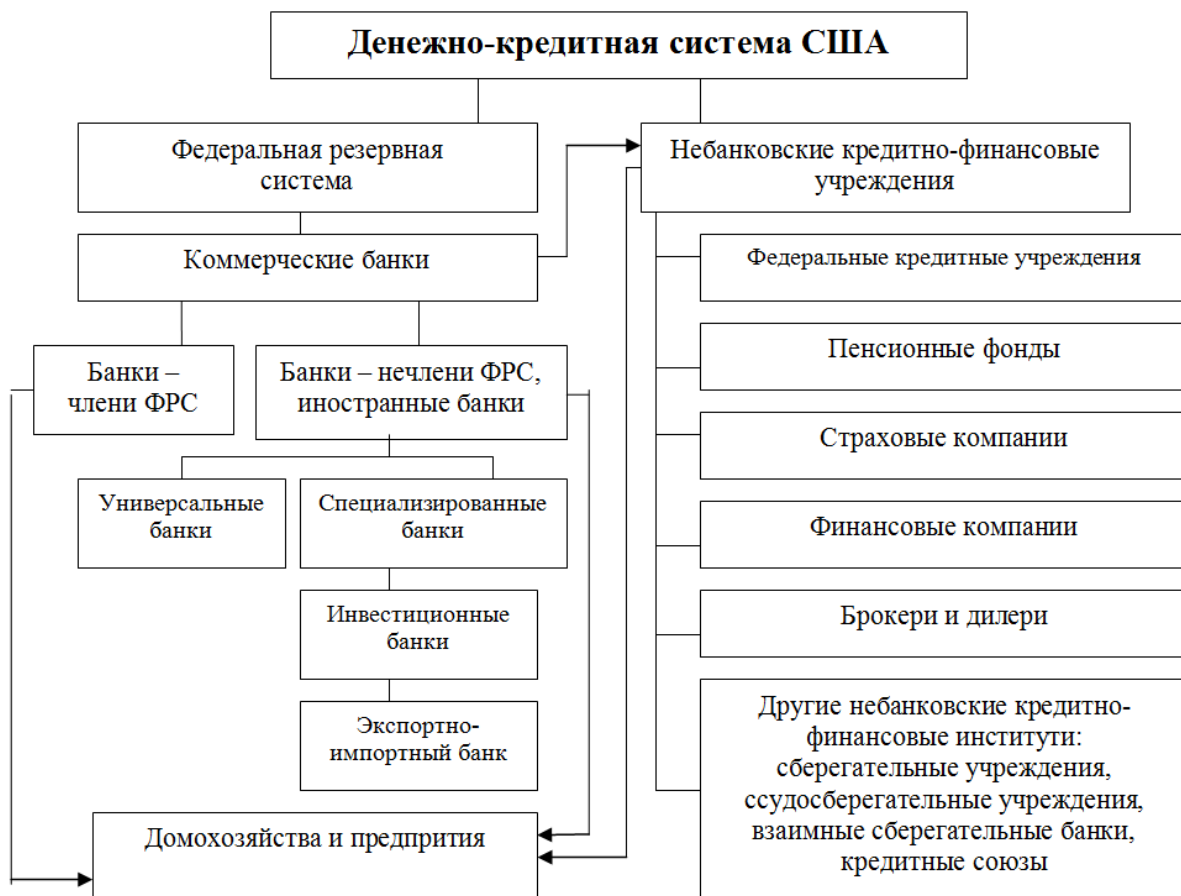 Денежно-кредитная система США
Федеральная резервная
система
Небанковские кредитно-финансовые
учреждения
Коммерческие банки
Федеральные кредитные учреждения
Банки –
члени ФРС
Банки – нечлени ФРС,
иностранные банки
Пенсионные фонды
Страховые компании
Универсальные
банки
Специализированные
банки
Финансовые компании
Инвестиционные
банки
Брокери и дилери
Экспортно-
импортный банк
Другие небанковские кредитно-
финансовые институти:
сберегательные учреждения,
ссудосберегательные учреждения,
взаимные сберегательные банки,
кредитные союзы
Домохозяйства и предпрития